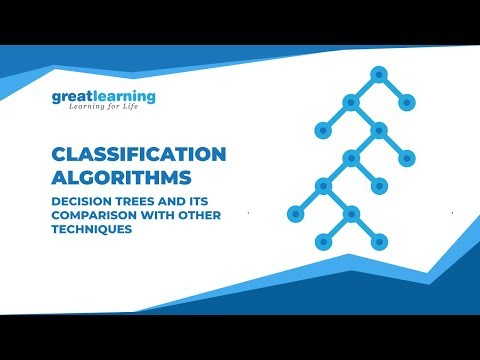 greatlearning
Learning for Life
CLASSIFICATION
ALGORITHMS
DECISION TREES AND ITS
COMPARISON WITH OTHER
TECHNIQUES